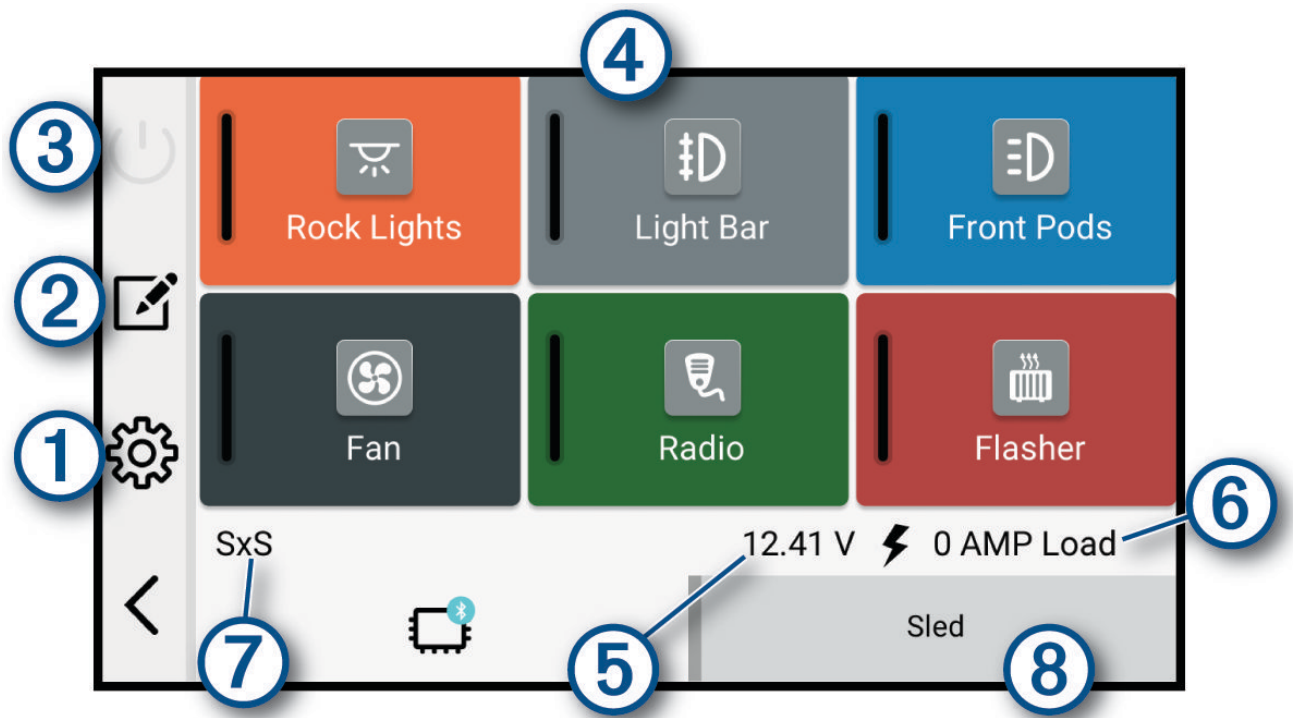 4
3
Rock Lights
Light Bar
Front Pods
2
Fan
Radio
Flasher
1
6
SxS
12.41 V
0 AMP Load
Sled
7
5
8